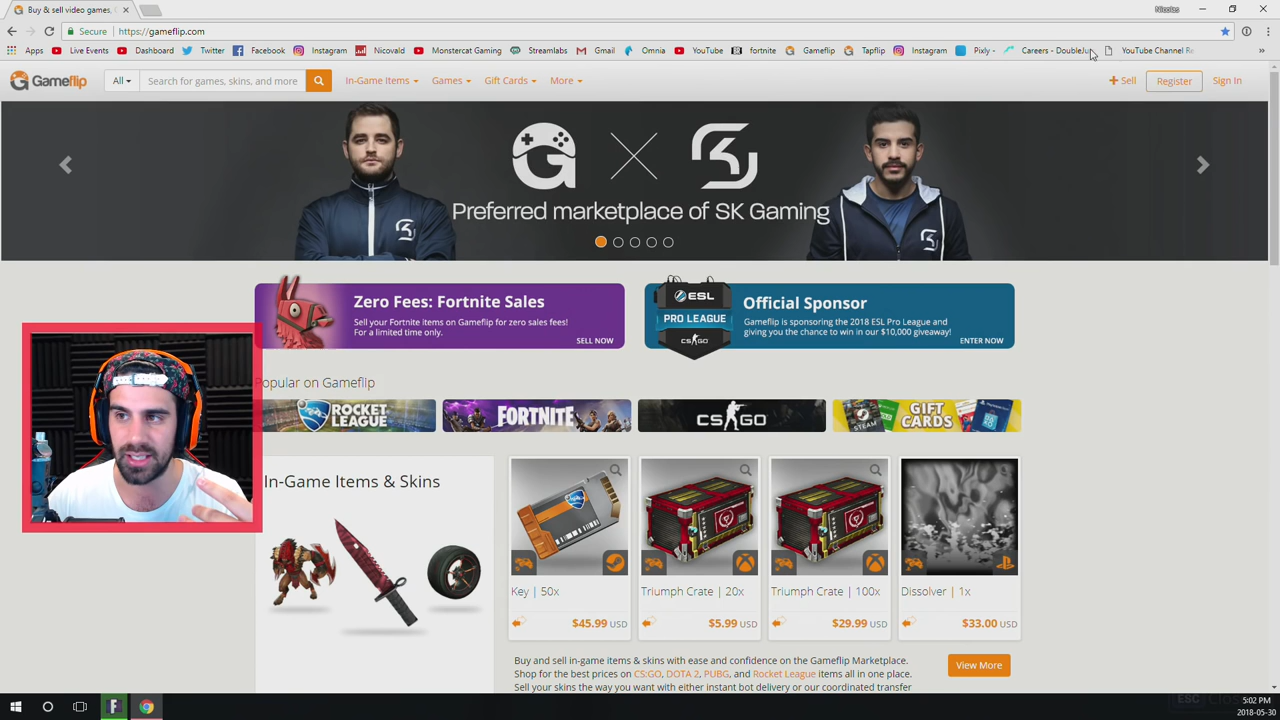 Buy & sell video games,
Nicolas
Secure https://gameflip.com
Apps Live Events Dashboard Twitter Facebook Instagram Nicovald Monstercat Gaming Streamlabs Gmail Omnia YouTube fortnite Gameflip Tapflip Instagram Pixly - Careers - DoubleJu YouTube Channel Re »
Gameflip All Search for games, skins, and more In-Game Items Games Gift Cards More + Sell Register Sign In
Preferred marketplace of SK Gaming
Zero Fees: Fortnite Sales
Sell your Fortnite items on Gameflip for zero sales fees!
For a limited time only.
SELL NOW
ESL
PRO LEAGUE
CS GO
Official Sponsor
Gameflip is sponsoring the 2018 ESL Pro League and
giving you the chance to win in our $10,000 giveaway!
ENTER NOW
Popular on Gameflip
ROCKET LEAGUE FORTNITE CS GO STEAM GIFT CARDS
In-Game Items & Skins
Key | 50x Triumph Crate | 20x Triumph Crate | 100x Dissolver | 1x
$45.99 USD $5.99 USD $29.99 USD $33.00 USD
Buy and sell in-game items & skins with ease and confidence on the Gameflip Marketplace.
Shop for the best prices on CS:GO, DOTA 2, PUBG, and Rocket League items all in one place.
Sell your skins the way you want with either instant bot delivery or our coordinated transfer
View More
ESC Close
5:02 PM
2018-05-30